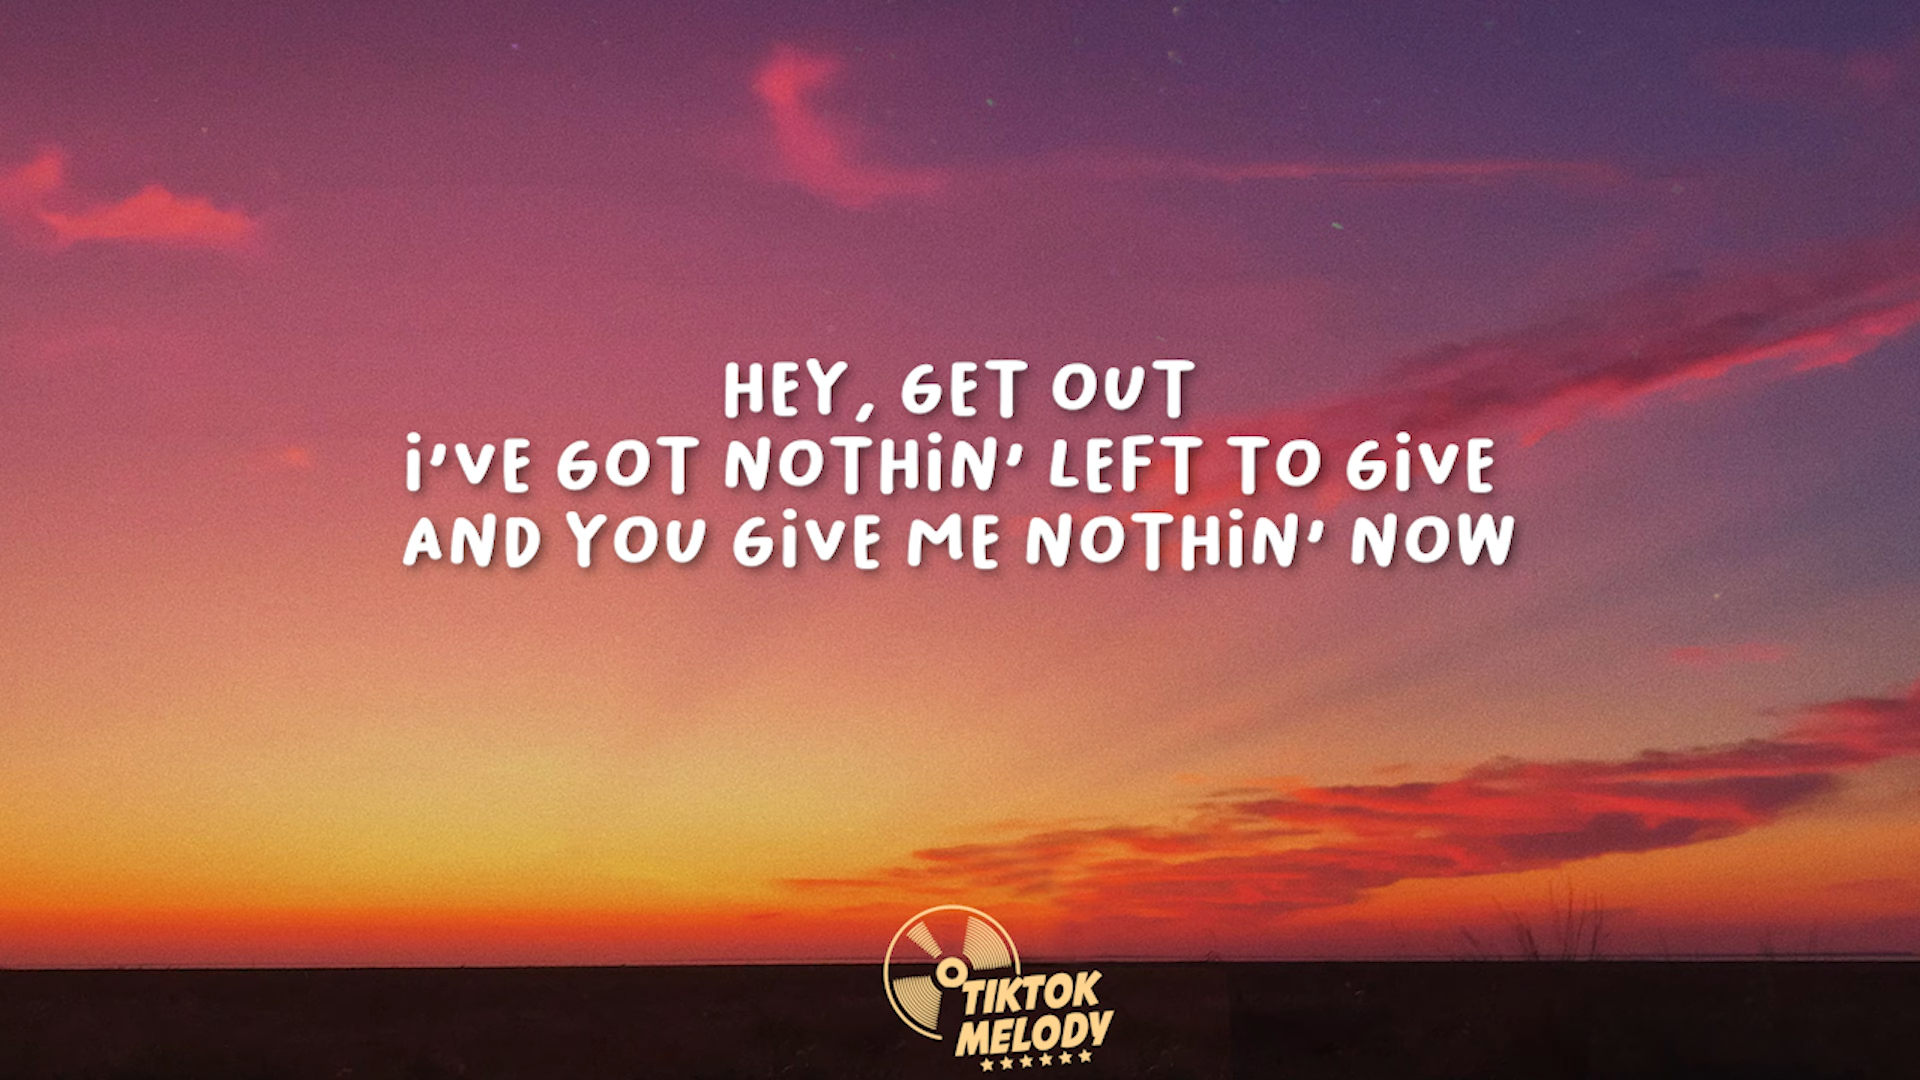 HEY, GET OUT
i'VE GOT NOTHiN' LEFT TO GiVE
AND YOU GiVE ME NOTHiN' NOW
TIKTOK
MELODY